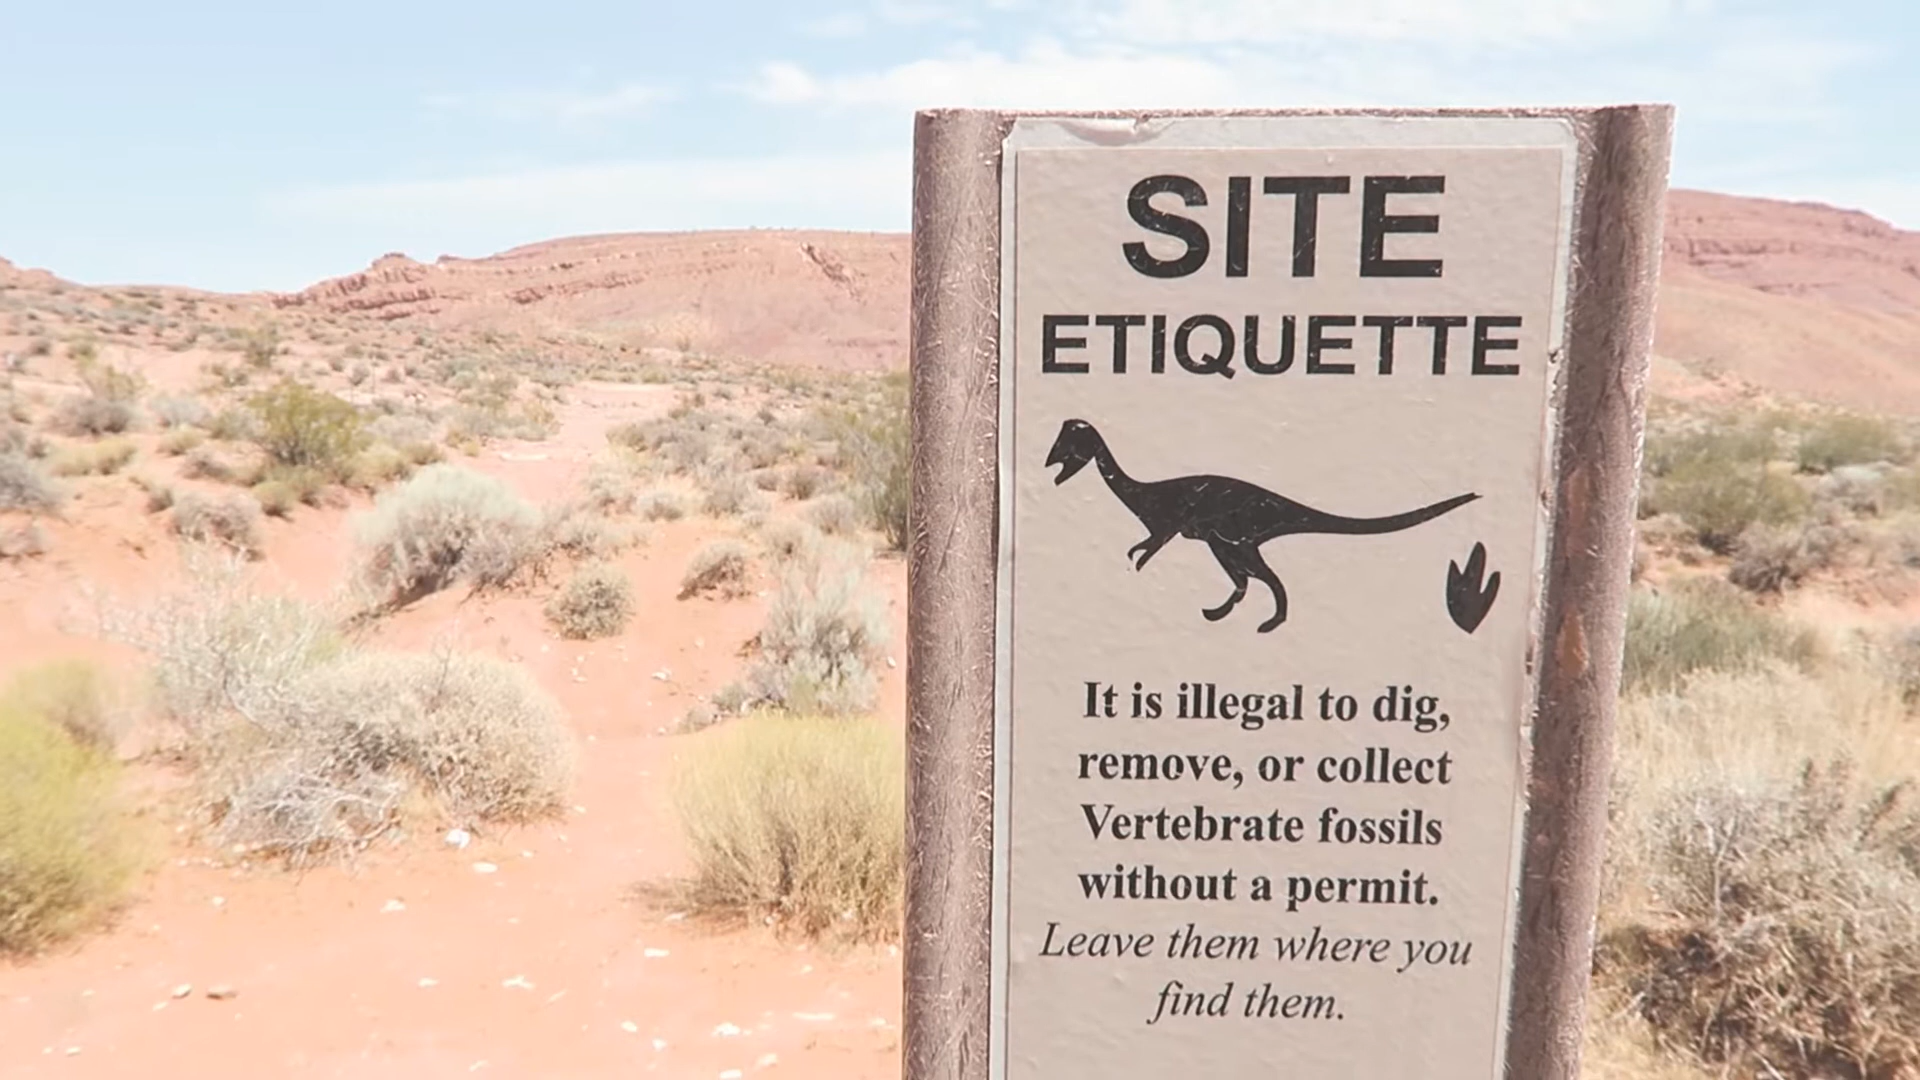 SITE
ETIQUETTE
It is illegal to dig,
remove, or collect
Vertebrate fossils
without a permit.
Leave them where you
find them.